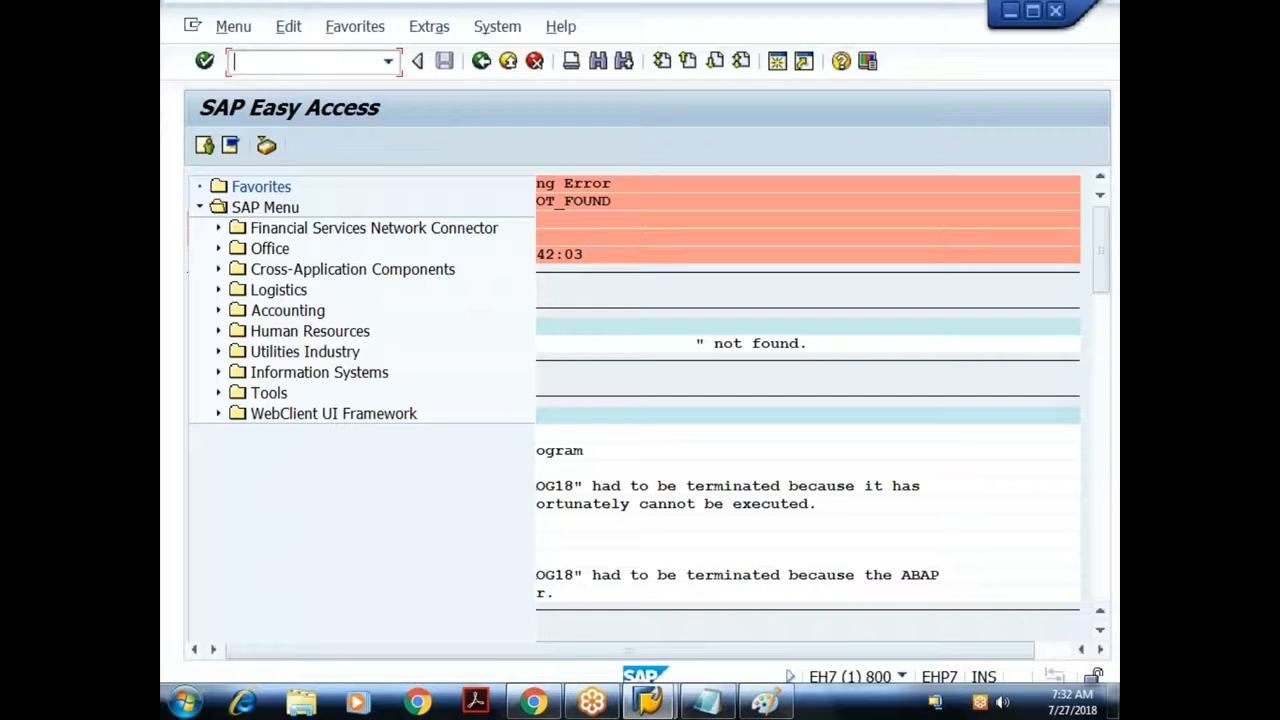 Menu Edit Favorites Extras System Help
SAP Easy Access
Favorites
SAP Menu
Financial Services Network Connector
Office
Cross-Application Components
Logistics
Accounting
Human Resources
Utilities Industry
Information Systems
Tools
WebClient UI Framework
ng Error
OT_FOUND
42:03
" not found.
ogram
OG18" had to be terminated because it has
ortunately cannot be executed.
OG18" had to be terminated because the ABAP
r.
SAP EH7 (1) 800 EHP7 INS
7:32 AM
7/27/2018